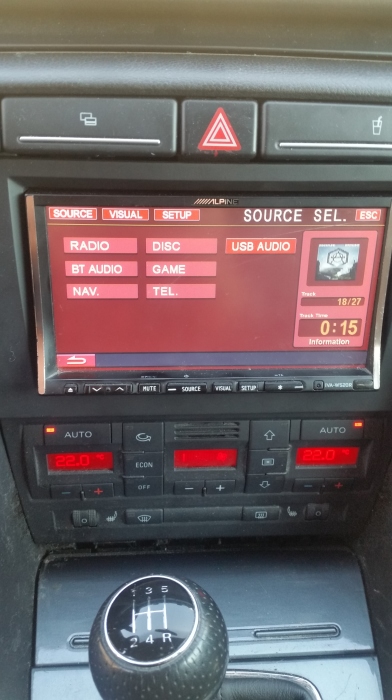 ALPINE
SOURCE VISUAL SETUP SOURCE SEL. ESC
RADIO DISC USB AUDIO
BT AUDIO GAME
NAV. TEL.
Track
18/27
Track Time
0:15
Information
MUTE SOURCE VISUAL SETUP
AUTO AUTO
22.0 22.0
ECON
OFF
- + - + - +
3 5
2 4 R